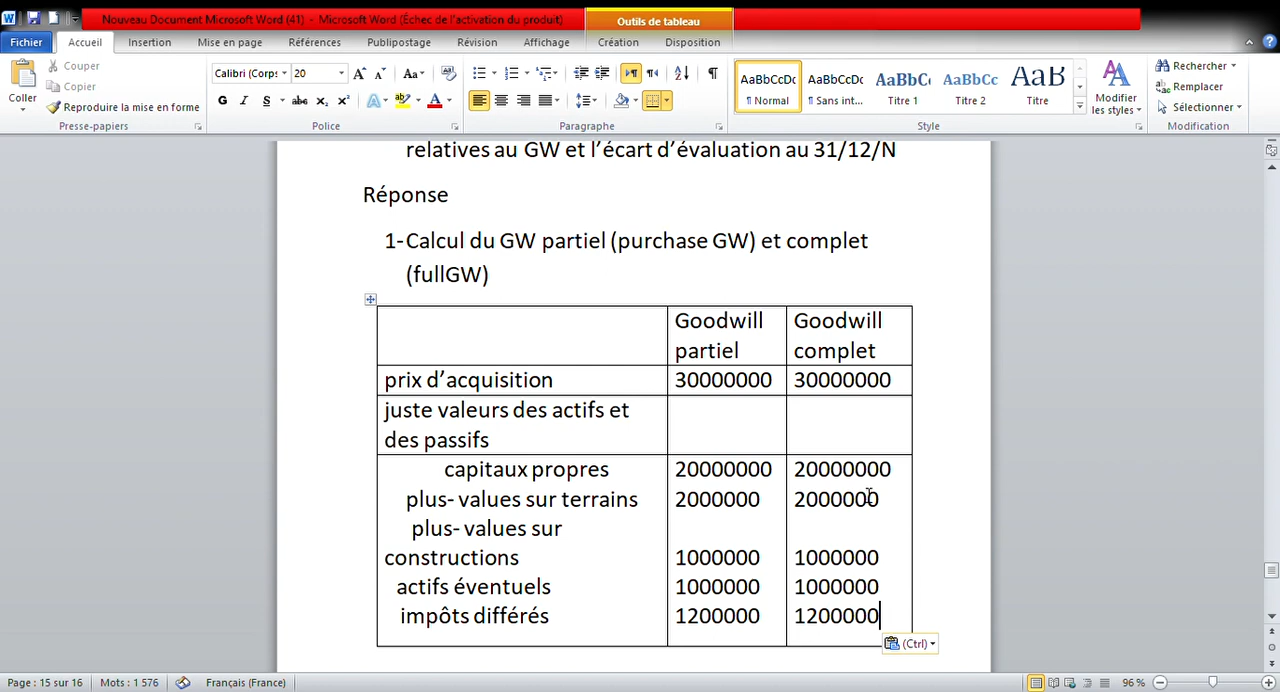 Nouveau Document Microsoft Word (41) - Microsoft Word (Échec de l'activation du produit)
Outils de tableau
Fichier Accueil Insertion Mise en page Références Publipostage Révision Affichage Création Disposition
Coller
Couper
Copier
Reproduire la mise en forme
Presse-papiers
Calibri (Corps 20
Police
Paragraphe
AaBbCcDc AaBbCcDc AaBbC AaBbCc AaB
¶ Normal ¶ Sans int... Titre 1 Titre 2 Titre
Modifier
les styles
Style
Rechercher
Remplacer
Sélectionner
Modification
relatives au GW et l'écart d'évaluation au 31/12/N
Réponse
1- Calcul du GW partiel (purchase GW) et complet
(fullGW)
Goodwill partiel Goodwill complet
prix d'acquisition 30000000 30000000
juste valeurs des actifs et
des passifs
capitaux propres 20000000 20000000
plus- values sur terrains 2000000 2000000
plus- values sur
constructions 1000000 1000000
actifs éventuels 1000000 1000000
impôts différés 1200000 1200000
(Ctrl)
Page : 15 sur 16 Mots : 1 576 Français (France) 96 %